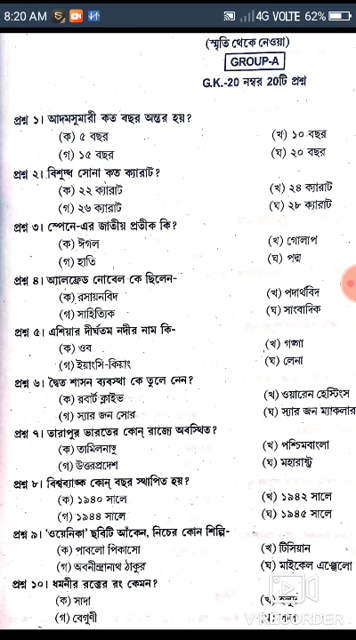 8:20 AM 4G VOLTE 62%
(স্মৃতি থেকে নেওয়া)
GROUP-A
G.K.-20 নম্বর 20টি প্রশ্ন
প্রশ্ন ১। আদমসুমারী কত বছর অন্তর হয়?
(ক) ৫ বছর (খ) ১০ বছর
(গ) ১৫ বছর (ঘ) ২০ বছর
প্রশ্ন ২। বিশুদ্ধ সোনা কত ক্যারাট?
(ক) ২২ ক্যারাট (খ) ২৪ ক্যারাট
(গ) ২৬ ক্যারাট (ঘ) ২৮ ক্যারাট
প্রশ্ন ৩। স্পেনে-এর জাতীয় প্রতীক কি?
(ক) ঈগল (খ) গোলাপ
(গ) হাতি (ঘ) পদ্ম
প্রশ্ন ৪। অ্যালফ্রেড নোবেল কে ছিলেন-
(ক) রসায়নবিদ (খ) পদার্থবিদ
(গ) সাহিত্যিক (ঘ) সাংবাদিক
প্রশ্ন ৫। এশিয়ার দীর্ঘতম নদীর নাম কি-
(ক) ওব (খ) গঙ্গা
(গ) ইয়াংসি-কিয়াং (ঘ) লেনা
প্রশ্ন ৬। দ্বৈত শাসন ব্যবস্থা কে তুলে নেন?
(ক) রবার্ট ক্লাইভ (খ) ওয়ারেন হেস্টিংস
(গ) স্যার জন সোর (ঘ) স্যার জন ম্যাকলার
প্রশ্ন ৭। তারাপুর ভারতের কোন্ রাজ্যে অবস্থিত?
(ক) তামিলনাড়ু (খ) পশ্চিমবাংলা
(গ) উত্তরপ্রদেশ (ঘ) মহারাষ্ট্র
প্রশ্ন ৮। বিশ্বব্যাঙ্ক কোন্ বছর স্থাপিত হয়?
(ক) ১৯৪০ সালে (খ) ১৯৪২ সালে
(গ) ১৯৪৪ সালে (ঘ) ১৯৪৫ সালে
প্রশ্ন ৯। 'ওয়েনিকা' ছবিটি আঁকেন, নিচের কোন শিল্পি-
(ক) পাবলো পিকাসো (খ) টিসিয়ান
(গ) অবনীন্দ্রনাথ ঠাকুর (ঘ) মাইকেল এঞ্জেলো
প্রশ্ন ১০। ধমনীর রক্তের রং কেমন?
(ক) সাদা (খ)
(গ) বেগুণী
VIDEO RECORDER